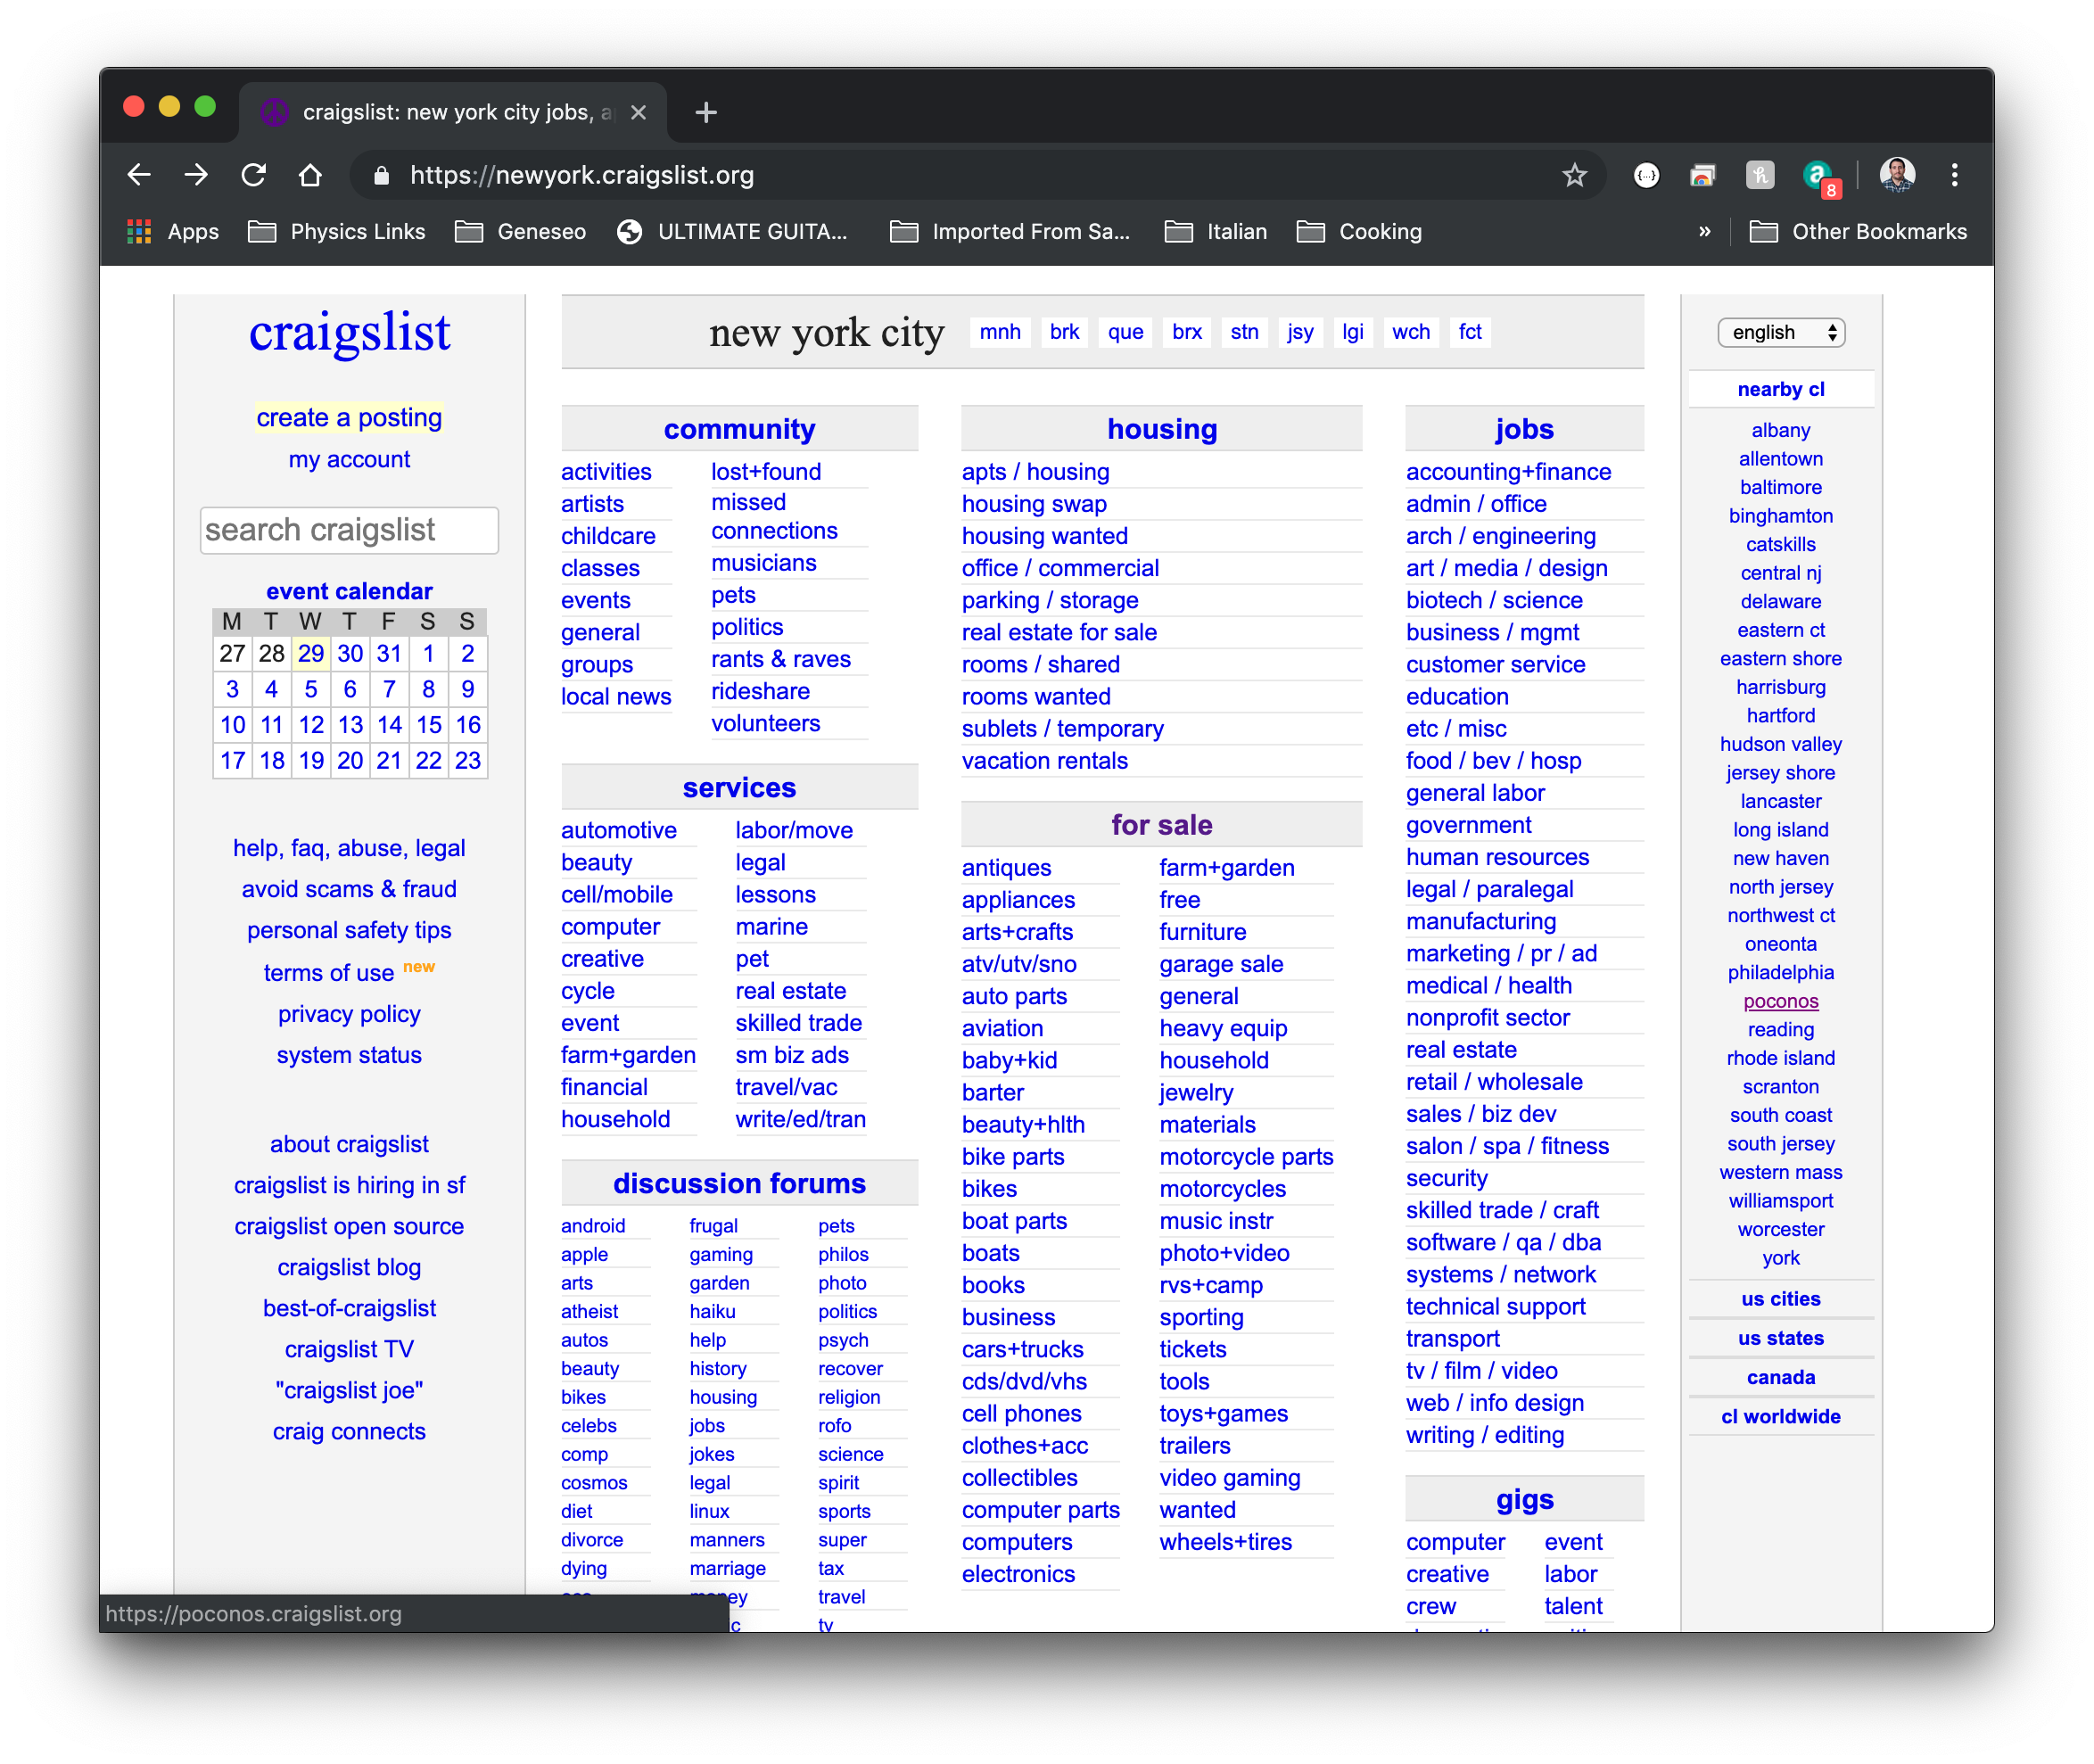 craigslist: new york city jobs, a
https://newyork.craigslist.org
8
Apps
Physics Links
Geneseo
ULTIMATE GUITA...
Imported From Sa...
Italian
Cooking
»
Other Bookmarks
craigslist
create a posting
my account
search craigslist
event calendar
M T W T F S S
27 28 29 30 31 1 2
3 4 5 6 7 8 9
10 11 12 13 14 15 16
17 18 19 20 21 22 23
help, faq, abuse, legal
avoid scams & fraud
personal safety tips
terms of use new
privacy policy
system status
about craigslist
craigslist is hiring in sf
craigslist open source
craigslist blog
best-of-craigslist
craigslist TV
"craigslist joe"
craig connects
new york city mnh brk que brx stn jsy lgi wch fct
community
activities
artists
childcare
classes
events
general
groups
local news
lost+found
missed
connections
musicians
pets
politics
rants & raves
rideshare
volunteers
services
automotive
beauty
cell/mobile
computer
creative
cycle
event
farm+garden
financial
household
labor/move
legal
lessons
marine
pet
real estate
skilled trade
sm biz ads
travel/vac
write/ed/tran
discussion forums
android
apple
arts
atheist
autos
beauty
bikes
celebs
comp
cosmos
diet
divorce
dying
frugal
gaming
garden
haiku
help
history
housing
jobs
jokes
legal
linux
manners
marriage
pets
philos
photo
politics
psych
recover
religion
rofo
science
spirit
sports
super
tax
travel
tv
housing
apts / housing
housing swap
housing wanted
office / commercial
parking / storage
real estate for sale
rooms / shared
rooms wanted
sublets / temporary
vacation rentals
for sale
antiques
appliances
arts+crafts
atv/utv/sno
auto parts
aviation
baby+kid
barter
beauty+hlth
bike parts
bikes
boat parts
boats
books
business
cars+trucks
cds/dvd/vhs
cell phones
clothes+acc
collectibles
computer parts
computers
electronics
farm+garden
free
furniture
garage sale
general
heavy equip
household
jewelry
materials
motorcycle parts
motorcycles
music instr
photo+video
rvs+camp
sporting
tickets
tools
toys+games
trailers
video gaming
wanted
wheels+tires
jobs
accounting+finance
admin / office
arch / engineering
art / media / design
biotech / science
business / mgmt
customer service
education
etc / misc
food / bev / hosp
general labor
government
human resources
legal / paralegal
manufacturing
marketing / pr / ad
medical / health
nonprofit sector
real estate
retail / wholesale
sales / biz dev
salon / spa / fitness
security
skilled trade / craft
software / qa / dba
systems / network
technical support
transport
tv / film / video
web / info design
writing / editing
gigs
computer
creative
crew
event
labor
talent
english
nearby cl
albany
allentown
baltimore
binghamton
catskills
central nj
delaware
eastern ct
eastern shore
harrisburg
hartford
hudson valley
jersey shore
lancaster
long island
new haven
north jersey
northwest ct
oneonta
philadelphia
poconos
reading
rhode island
scranton
south coast
south jersey
western mass
williamsport
worcester
york
us cities
us states
canada
cl worldwide
https://poconos.craigslist.org